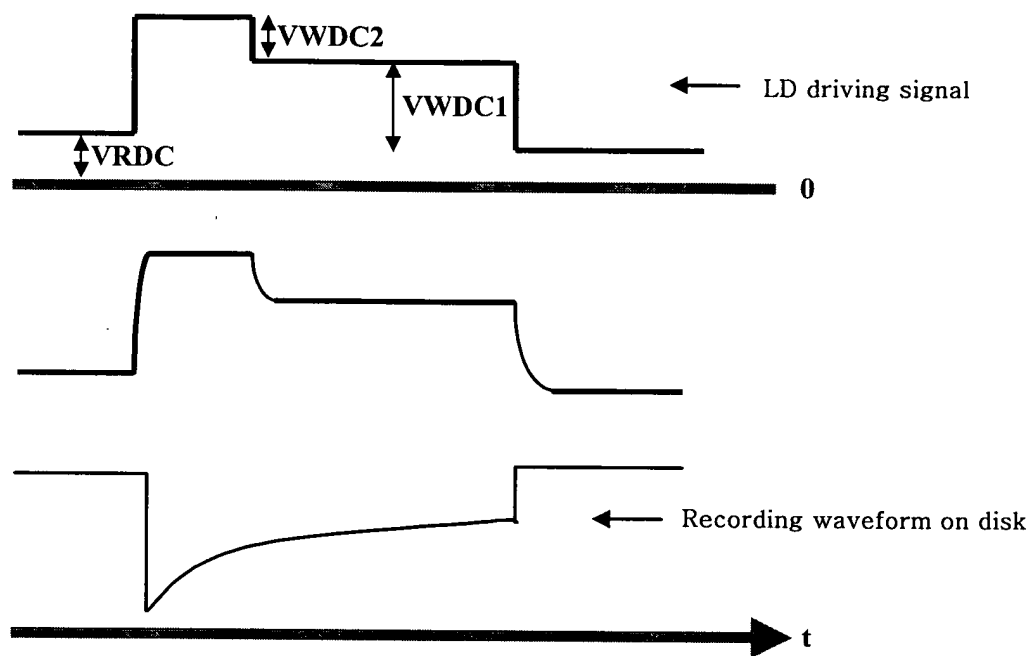 VWDC2
VWDC1
LD driving signal
VRDC
0
Recording waveform on disk
t